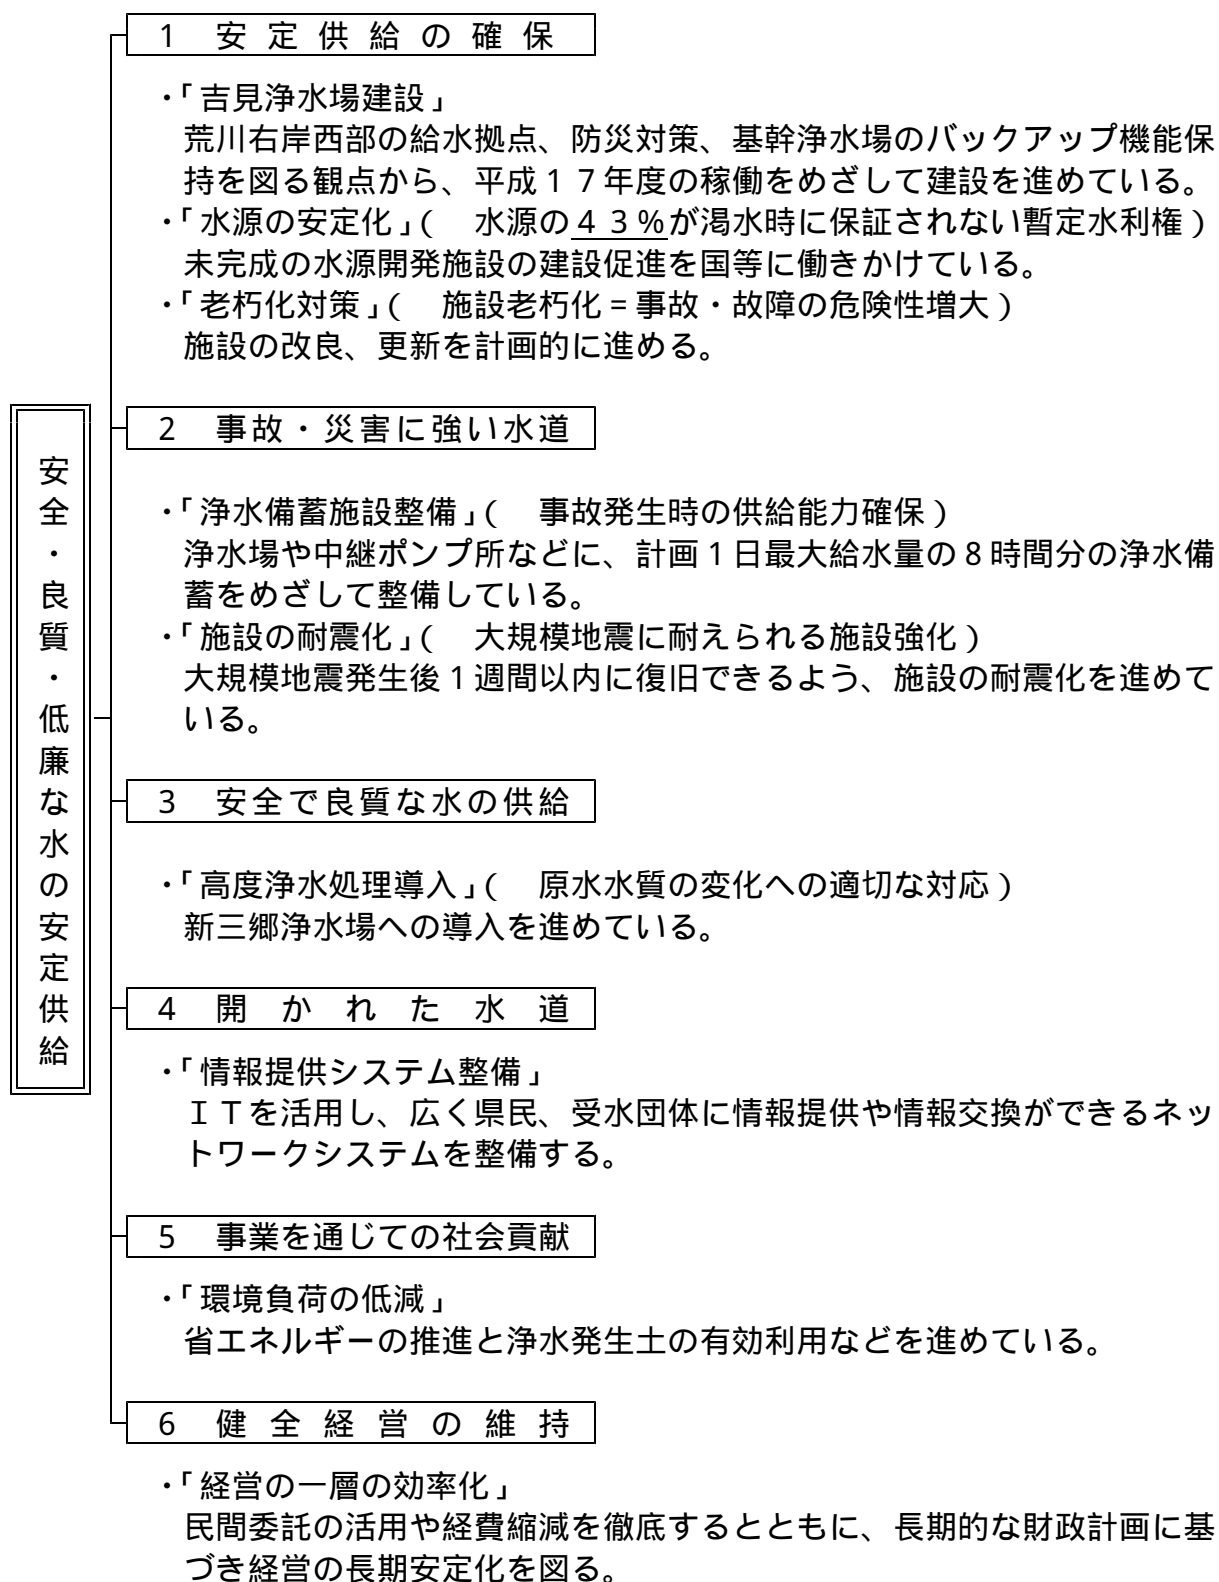 安全・良質・低廉な水の安定供給
1 安定供給の確保
・「吉見浄水場建設」
荒川右岸西部の給水拠点、防災対策、基幹浄水場のバックアップ機能保
持を図る観点から、平成１７年度の稼働をめざして建設を進めている。
・「水源の安定化」（　水源の４３％が渇水時に保証されない暫定水利権）
未完成の水源開発施設の建設促進を国等に働きかけている。
・「老朽化対策」（　施設老朽化＝事故・故障の危険性増大）
施設の改良、更新を計画的に進める。
2 事故・災害に強い水道
・「浄水備蓄施設整備」（　事故発生時の供給能力確保）
浄水場や中継ポンプ所などに、計画１日最大給水量の８時間分の浄水備
蓄をめざして整備している。
・「施設の耐震化」（　大規模地震に耐えられる施設強化）
大規模地震発生後１週間以内に復旧できるよう、施設の耐震化を進めて
いる。
3 安全で良質な水の供給
・「高度浄水処理導入」（　原水水質の変化への適切な対応）
新三郷浄水場への導入を進めている。
4 開かれた水道
・「情報提供システム整備」
ＩＴを活用し、広く県民、受水団体に情報提供や情報交換ができるネッ
トワークシステムを整備する。
5 事業を通じての社会貢献
・「環境負荷の低減」
省エネルギーの推進と浄水発生土の有効利用などを進めている。
6 健全経営の維持
・「経営の一層の効率化」
民間委託の活用や経費縮減を徹底するとともに、長期的な財政計画に基
づき経営の長期安定化を図る。